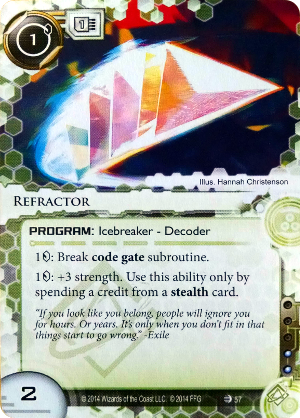 1
1
Illus. Hannah Christenson
REFRACTOR
PROGRAM: Icebreaker - Decoder
1: Break code gate subroutine.
1: +3 strength. Use this ability only by
spending a credit from a stealth card.
"If you look like you belong, people will ignore you
for hours. Or years. It's only when you don't fit in that
things start to go wrong." -Exile
2
© 2014 Wizards of the Coast LLC. © 2014 FFG
57